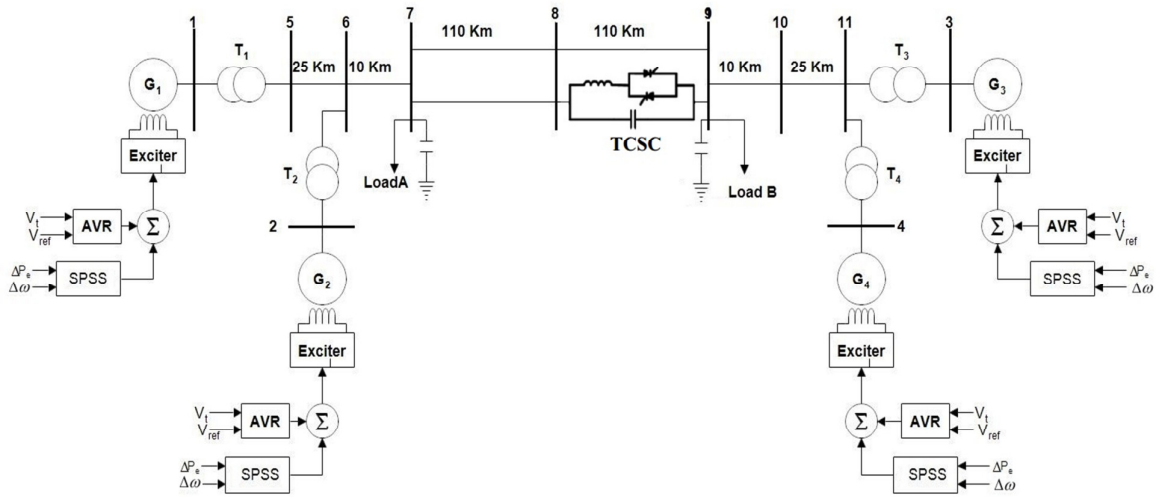 1 5 6 7 8 9 10 11 3
T1 25 Km 10 Km 110 Km 110 Km 10 Km 25 Km T3
G1 G3
TCSC
Exciter Exciter
T2 LoadA Load B T4
Vt Vref AVR Σ
2 4
Σ AVR Vt Vref
ΔPe Δω SPSS
G2 G4
SPSS ΔPe Δω
Exciter Exciter
Vt Vref AVR Σ
Σ AVR Vt Vref
ΔPe Δω SPSS
SPSS ΔPe Δω